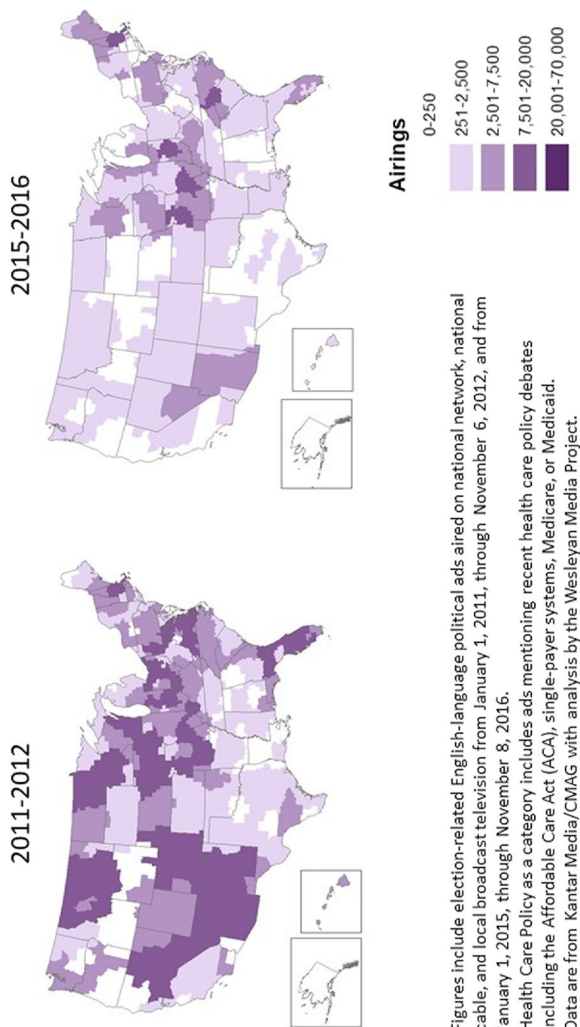 2011-2012
2015-2016
Airings
0-250
251-2,500
2,501-7,500
7,501-20,000
20,001-70,000
Figures include election-related English-language political ads aired on national network, national
cable, and local broadcast television from January 1, 2011, through November 6, 2012, and from
January 1, 2015, through November 8, 2016.
Health Care Policy as a category includes ads mentioning recent health care policy debates
including the Affordable Care Act (ACA), single-payer systems, Medicare, or Medicaid.
Data are from Kantar Media/CMAG with analysis by the Wesleyan Media Project.